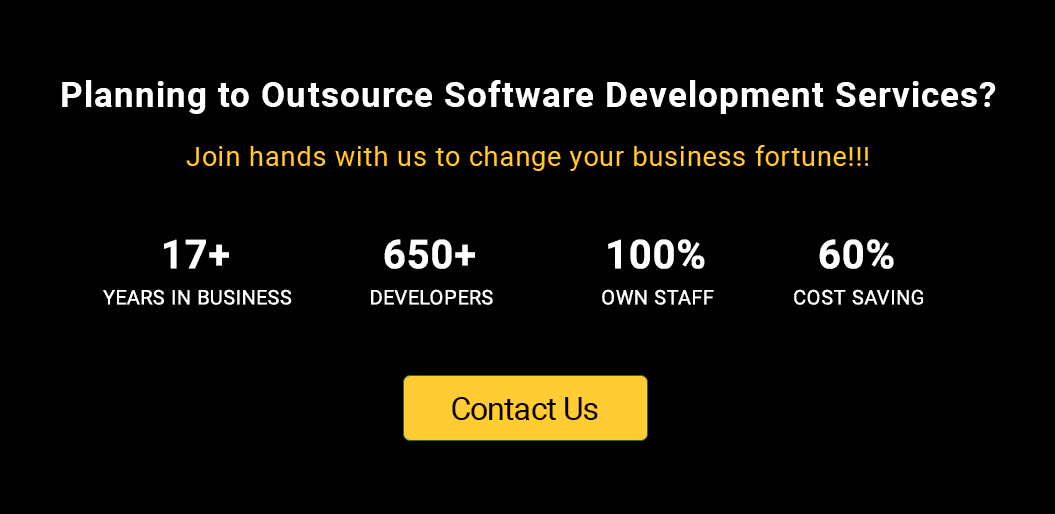 Planning to Outsource Software Development Services?
Join hands with us to change your business fortune!!!
17+ 650+ 100% 60%
YEARS IN BUSINESS DEVELOPERS OWN STAFF COST SAVING
Contact Us